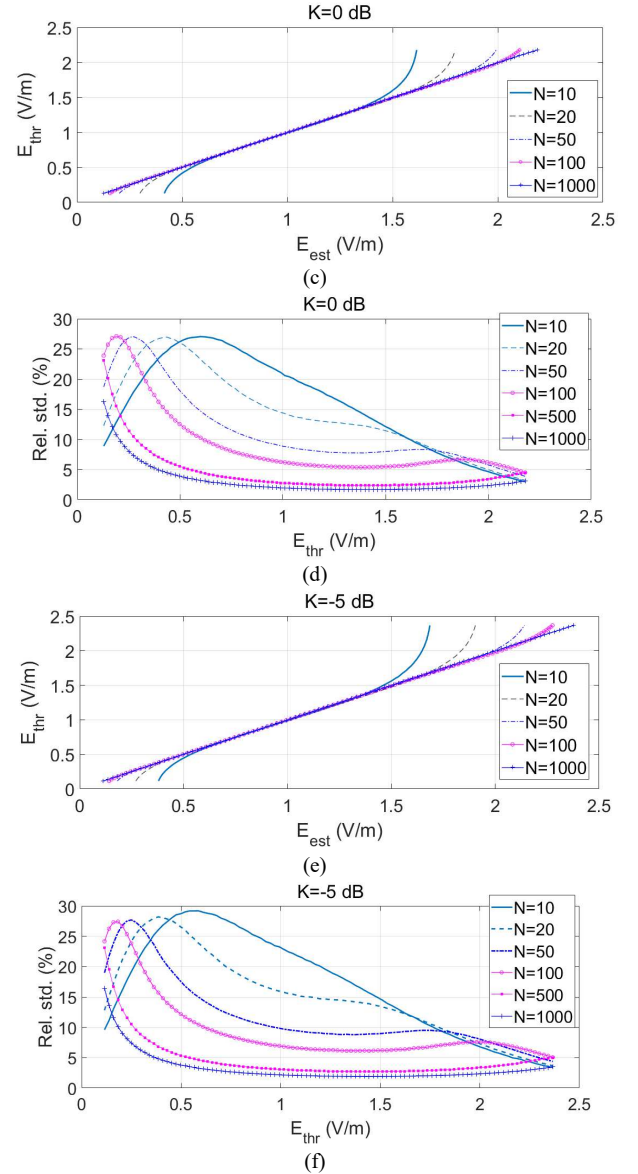 K=0 dB
2.5
2
1.5
1
0.5
0
E_thr (V/m)
N=10
N=20
N=50
N=100
N=1000
0 0.5 1 1.5 2 2.5
E_est (V/m)
(c)
K=0 dB
30
25
20
15
10
5
0
Rel. std. (%)
N=10
N=20
N=50
N=100
N=500
N=1000
0 0.5 1 1.5 2 2.5
E_thr (V/m)
(d)
K=-5 dB
2.5
2
1.5
1
0.5
0
E_thr (V/m)
N=10
N=20
N=50
N=100
N=1000
0 0.5 1 1.5 2 2.5
E_est (V/m)
(e)
K=-5 dB
30
25
20
15
10
5
0
Rel. std. (%)
N=10
N=20
N=50
N=100
N=500
N=1000
0 0.5 1 1.5 2 2.5
E_thr (V/m)
(f)